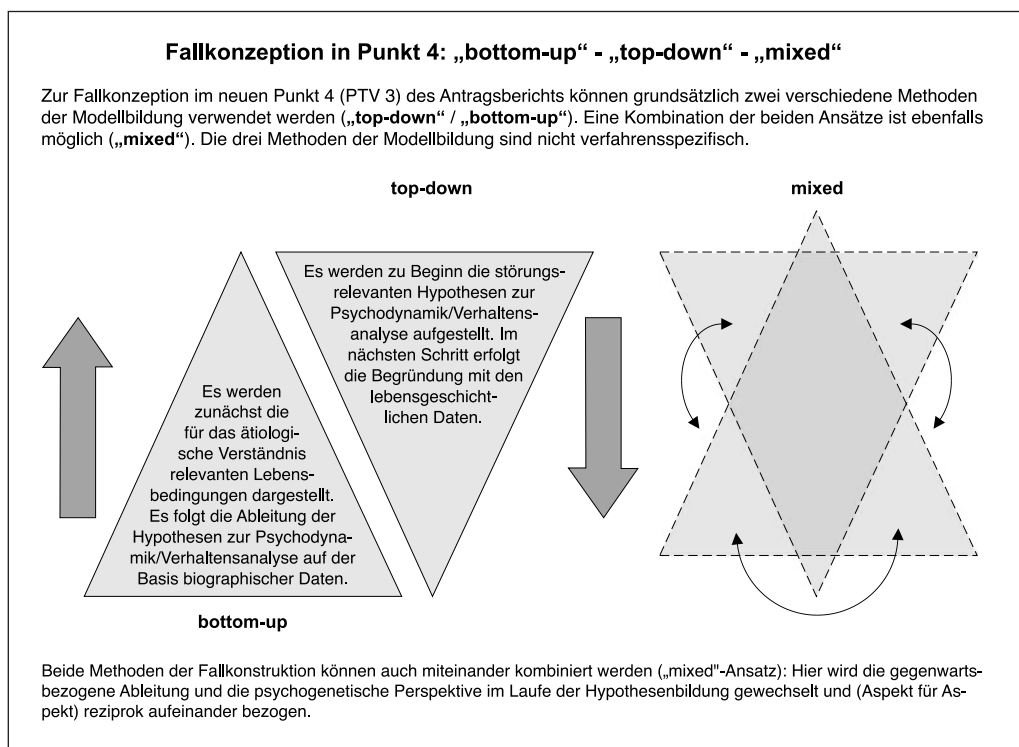 Fallkonzeption in Punkt 4: „bottom-up“ - „top-down“ - „mixed“
Zur Fallkonzeption im neuen Punkt 4 (PTV 3) des Antragsberichts können grundsätzlich zwei verschiedene Methoden
der Modellbildung verwendet werden („top-down“ / „bottom-up“). Eine Kombination der beiden Ansätze ist ebenfalls
möglich („mixed“). Die drei Methoden der Modellbildung sind nicht verfahrensspezifisch.
top-down
Es werden zu Beginn die störungs-
relevanten Hypothesen zur
Psychodynamik/Verhaltens-
analyse aufgestellt. Im
nächsten Schritt erfolgt
die Begründung mit den
lebensgeschicht-
lichen Daten.
mixed
Es werden
zunächst die
für das ätiologi-
sche Verständnis
relevanten Lebens-
bedingungen dargestellt.
Es folgt die Ableitung der
Hypothesen zur Psychodyna-
mik/Verhaltensanalyse auf der
Basis biographischer Daten.
bottom-up
Beide Methoden der Fallkonstruktion können auch miteinander kombiniert werden („mixed"-Ansatz): Hier wird die gegenwarts-
bezogene Ableitung und die psychogenetische Perspektive im Laufe der Hypothesenbildung gewechselt und (Aspekt für As-
pekt) reziprok aufeinander bezogen.